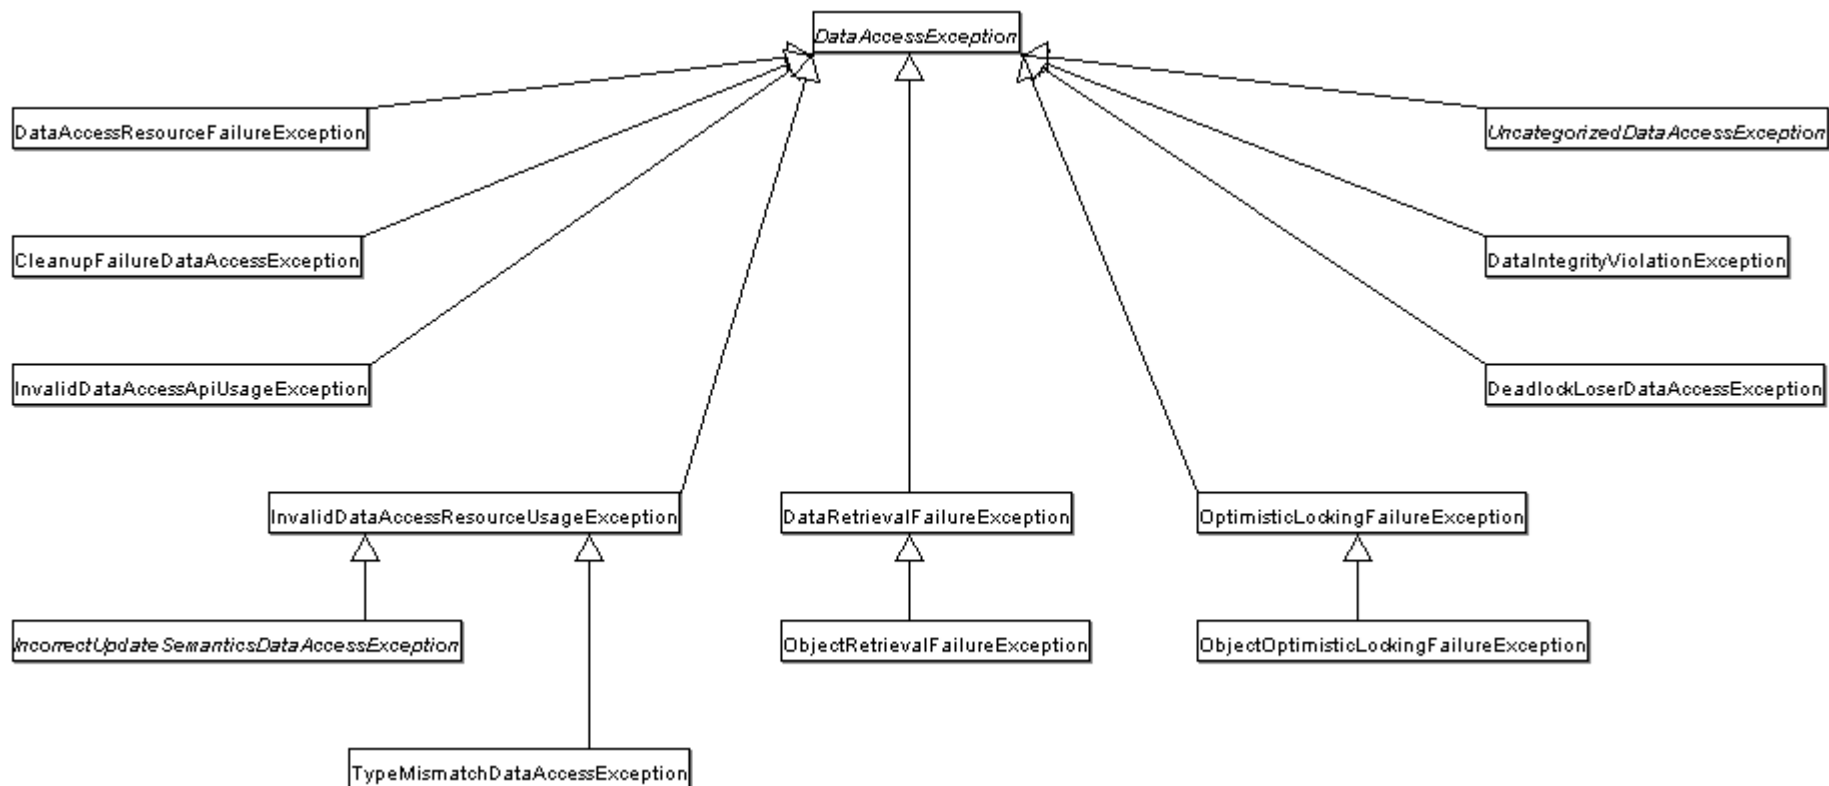 DataAccessException
DataAccessResourceFailureException
UncategorizedDataAccessException
CleanupFailureDataAccessException
DataIntegrityViolationException
InvalidDataAccessApiUsageException
DeadlockLoserDataAccessException
InvalidDataAccessResourceUsageException
DataRetrievalFailureException
OptimisticLockingFailureException
IncorrectUpdateSemanticsDataAccessException
ObjectRetrievalFailureException
ObjectOptimisticLockingFailureException
TypeMismatchDataAccessException